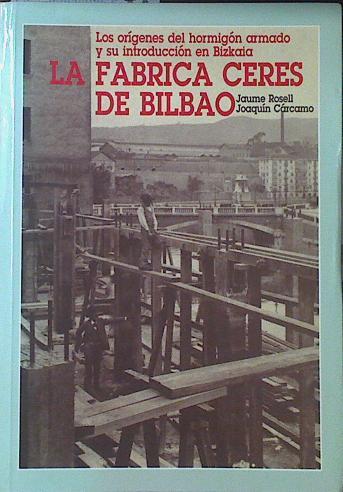 Los orígenes del hormigón armado
y su introducción en Bizkaia
LA FABRICA CERES
DE BILBAO
Jaume Rosell
Joaquín Cárcamo